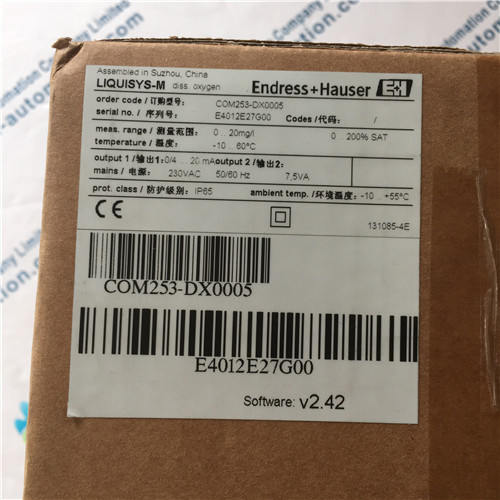 Assembled in Suzhou, China
LIQUISYS-M diss. oxygen Endress+Hauser E+H
order code / 订购型号: COM253-DX0005
serial no. / 序列号: E4012E27G00 Codes /代码: /
meas. range / 测量范围: 0 .. 20mg/l 0 .. 200% SAT
temperature / 温度: -10 .. 60°C
output 1 /输出1: 0/4 .. 20 mA output 2 /输出2:
mains / 电源: 230VAC 50/60 Hz 7,5VA
prot. class / 防护级别: IP65 ambient temp. /环境温度: -10 .. +55°C
CE 131085-4E
COM253-DX0005
E4012E27G00
Software: v2.42